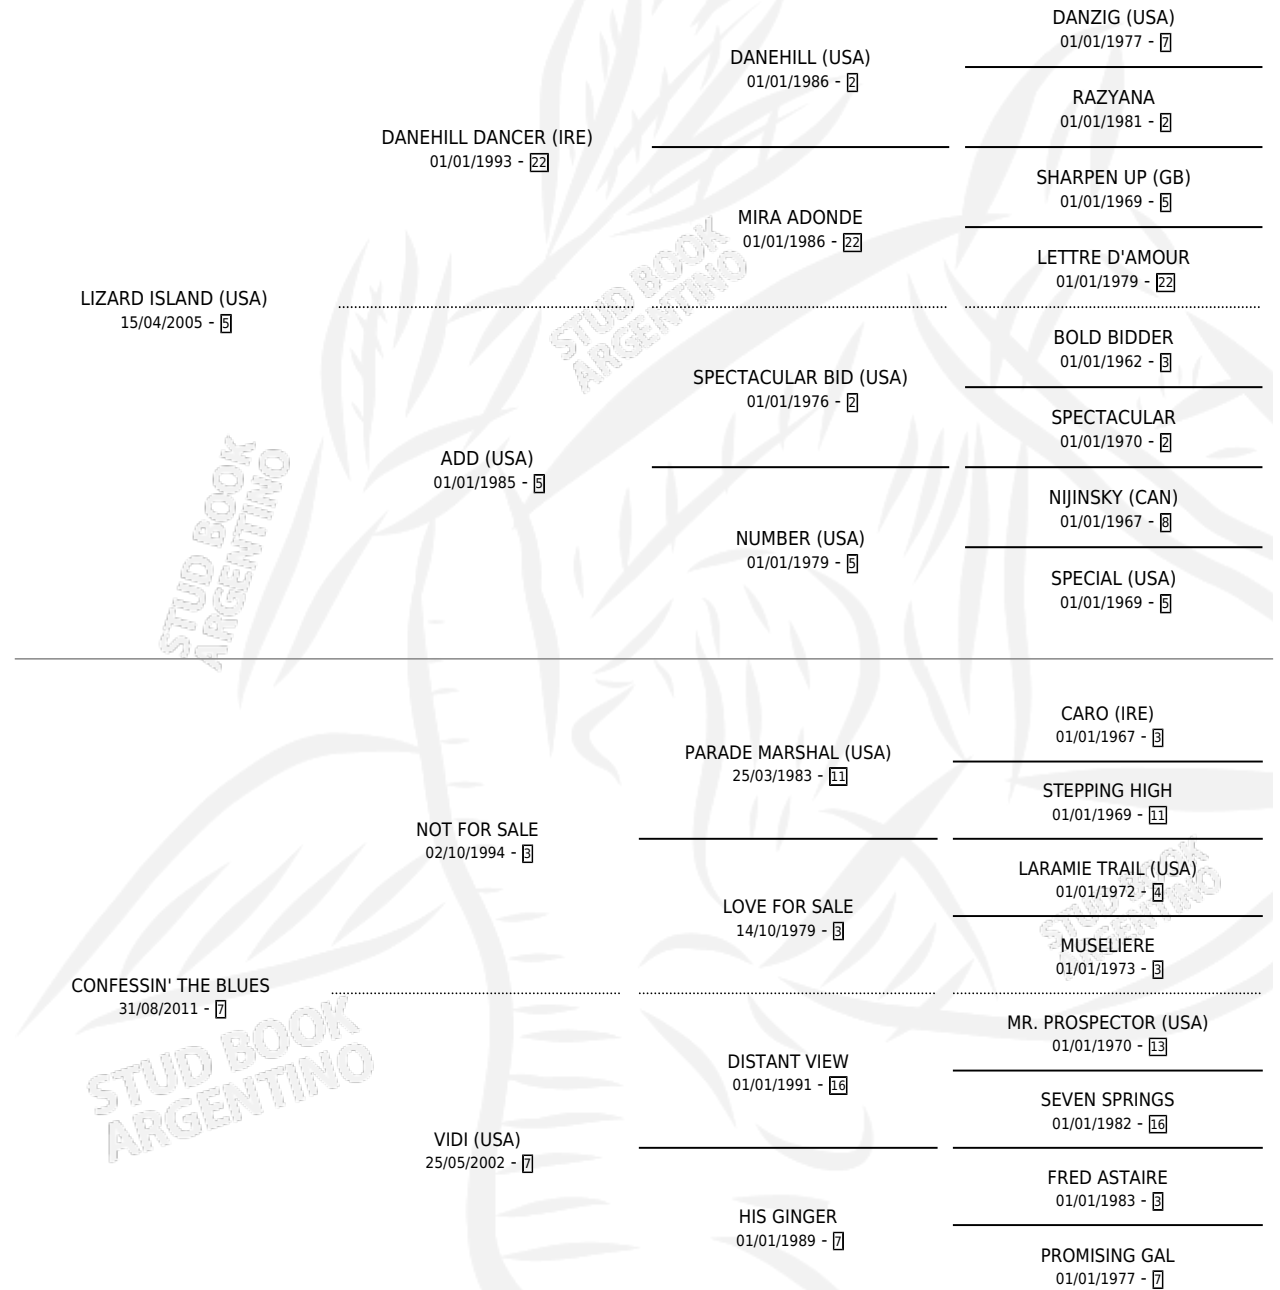 DANZIG (USA)
01/01/1977 - 7
DANEHILL (USA)
01/01/1986 - 2
RAZYANA
01/01/1981 - 2
DANEHILL DANCER (IRE)
01/01/1993 - 22
SHARPEN UP (GB)
01/01/1969 - 5
MIRA ADONDE
01/01/1986 - 22
LETTRE D'AMOUR
01/01/1979 - 22
LIZARD ISLAND (USA)
15/04/2005 - 5
STUD BOOK
ARGENTINO
BOLD BIDDER
01/01/1962 - 3
SPECTACULAR BID (USA)
01/01/1976 - 2
SPECTACULAR
01/01/1970 - 2
ADD (USA)
01/01/1985 - 5
NIJINSKY (CAN)
01/01/1967 - 8
NUMBER (USA)
01/01/1979 - 5
SPECIAL (USA)
01/01/1969 - 5
STUD BOOK
ARGENTINO
CARO (IRE)
01/01/1967 - 3
PARADE MARSHAL (USA)
25/03/1983 - 11
STEPPING HIGH
01/01/1969 - 11
NOT FOR SALE
02/10/1994 - 3
LARAMIE TRAIL (USA)
01/01/1972 - 4
LOVE FOR SALE
14/10/1979 - 3
MUSELIERE
01/01/1973 - 3
STUD BOOK
ARGENTINO
CONFESSIN' THE BLUES
31/08/2011 - 7
STUD BOOK
ARGENTINO
MR. PROSPECTOR (USA)
01/01/1970 - 13
DISTANT VIEW
01/01/1991 - 16
SEVEN SPRINGS
01/01/1982 - 16
VIDI (USA)
25/05/2002 - 7
FRED ASTAIRE
01/01/1983 - 3
HIS GINGER
01/01/1989 - 7
PROMISING GAL
01/01/1977 - 7